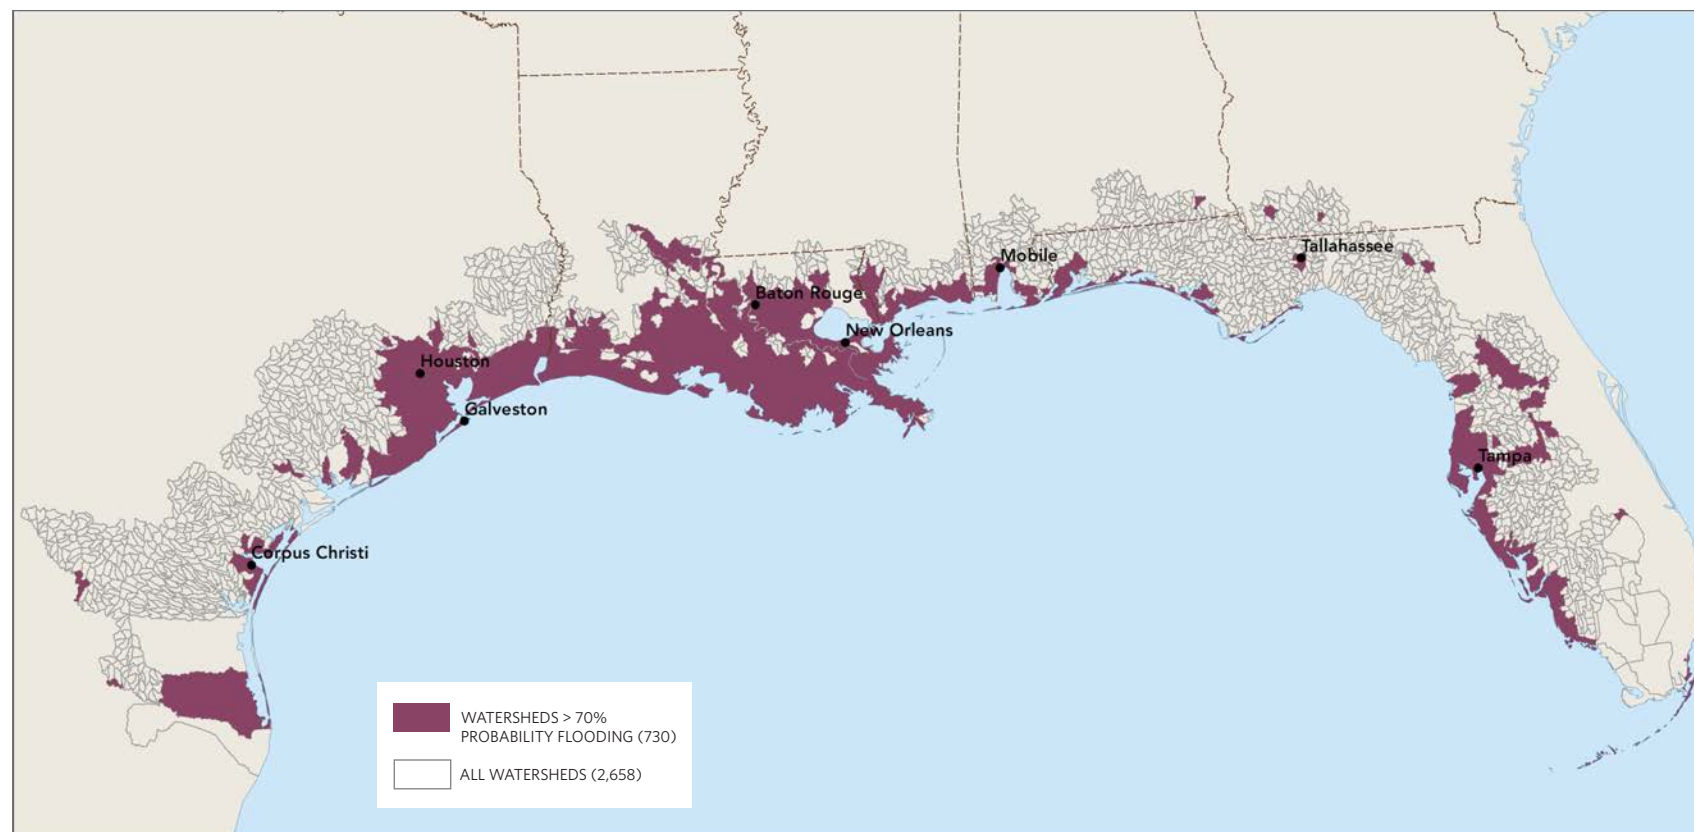 Mobile
Tallahassee
Baton Rouge
New Orleans
Houston
Galveston
Tampa
Corpus Christi
WATERSHEDS > 70%
PROBABILITY FLOODING (730)
ALL WATERSHEDS (2,658)